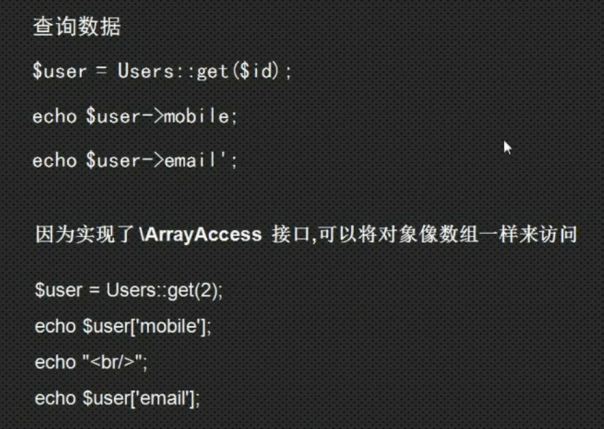 查询数据
$user = Users::get($id);
echo $user->mobile;
echo $user->email';
因为实现了\ArrayAccess 接口,可以将对象像数组一样来访问
$user = Users::get(2);
echo $user['mobile'];
echo "<br/>";
echo $user['email'];